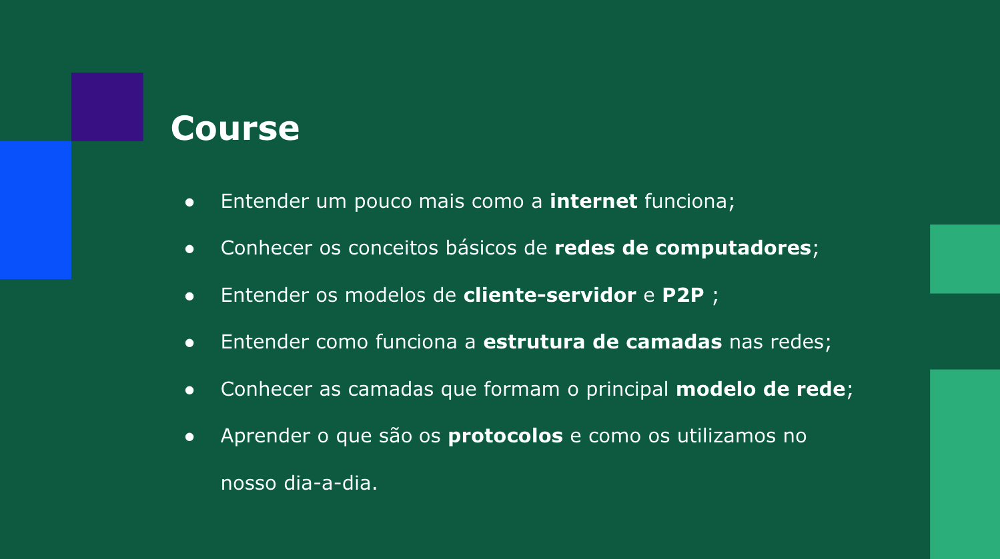 Course
● Entender um pouco mais como a internet funciona;
● Conhecer os conceitos básicos de redes de computadores;
● Entender os modelos de cliente-servidor e P2P ;
● Entender como funciona a estrutura de camadas nas redes;
● Conhecer as camadas que formam o principal modelo de rede;
● Aprender o que são os protocolos e como os utilizamos no
nosso dia-a-dia.